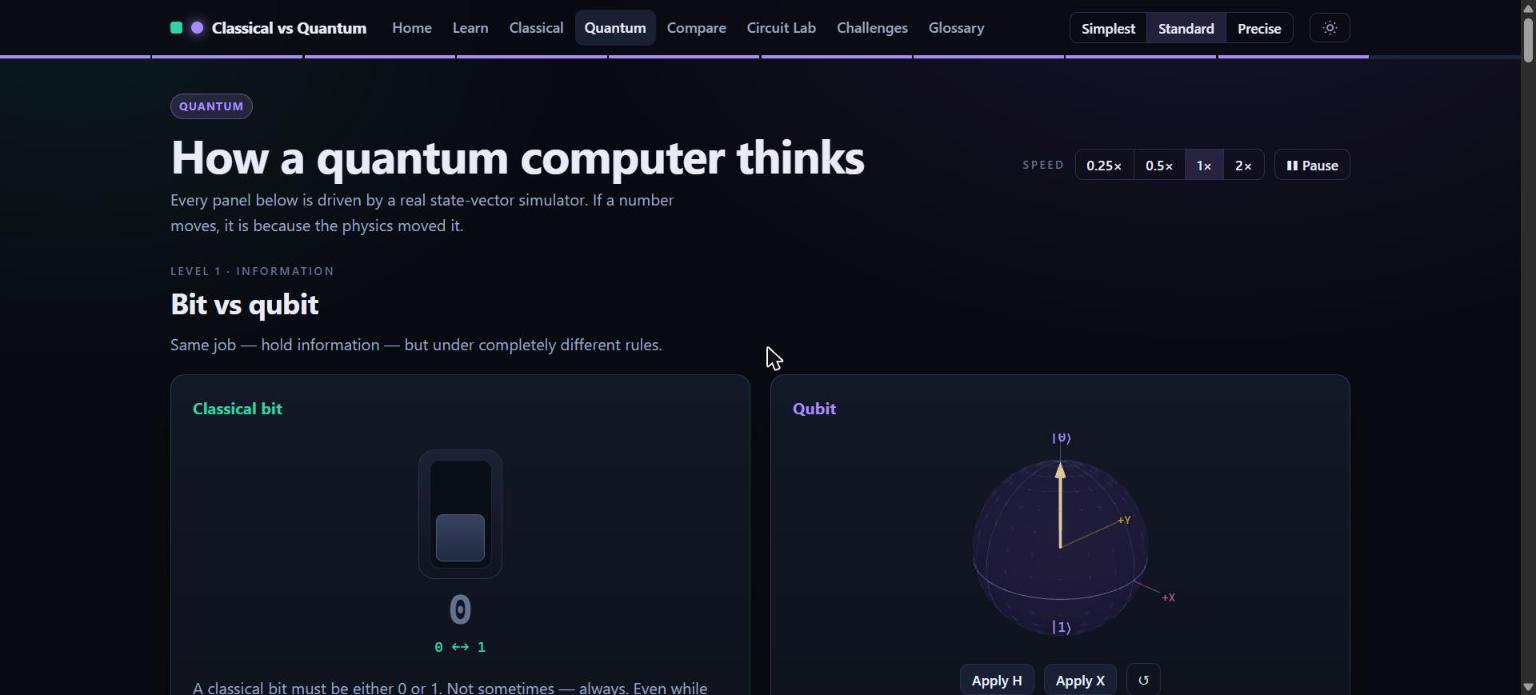 Classical vs Quantum Home Learn Classical Quantum Compare Circuit Lab Challenges Glossary Simplest Standard Precise
QUANTUM
How a quantum computer thinks
SPEED 0.25× 0.5× 1× 2× Pause
Every panel below is driven by a real state-vector simulator. If a number
moves, it is because the physics moved it.
LEVEL 1 · INFORMATION
Bit vs qubit
Same job — hold information — but under completely different rules.
Classical bit
0
0 ↔ 1
A classical bit must be either 0 or 1. Not sometimes — always. Even while
Qubit
|0⟩
+Y
+X
|1⟩
Apply H Apply X ↺